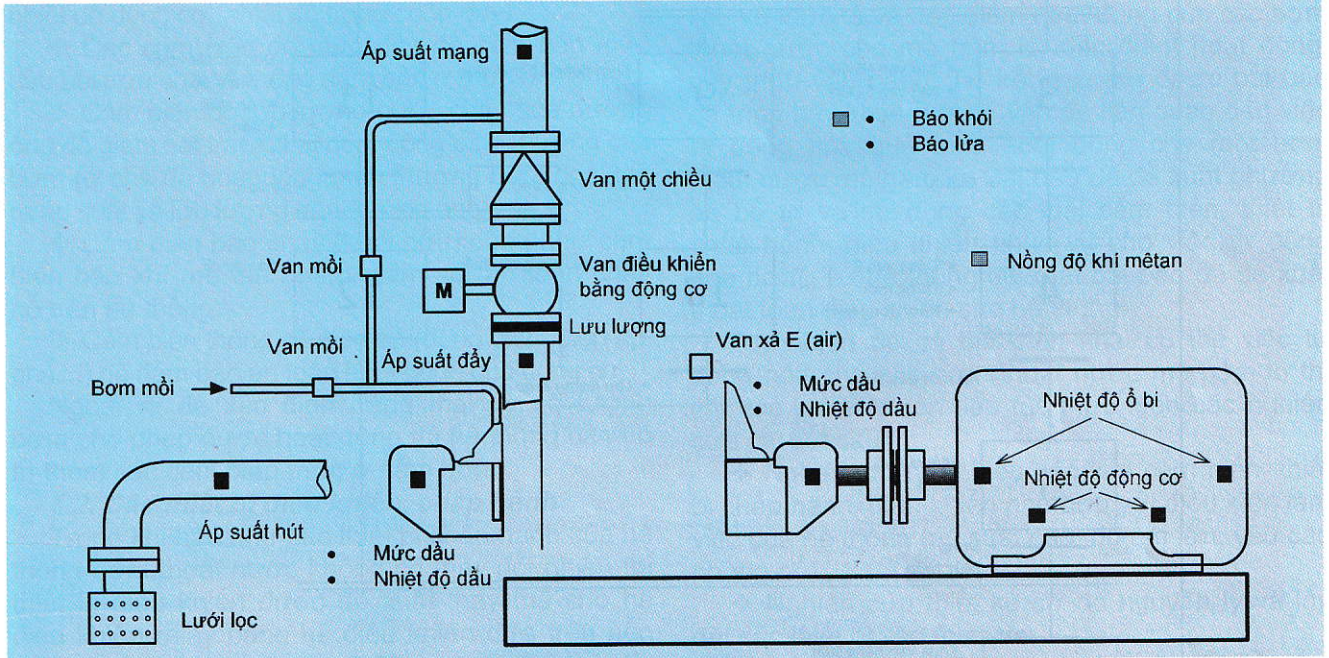 Áp suất mạng
• Báo khói
• Báo lửa
Van một chiều
Van mồi
Van điều khiển
bằng động cơ
M
Nồng độ khí mêtan
Lưu lượng
Van mồi
Áp suất đẩy
Van xả E (air)
Bơm mồi
• Mức dầu
• Nhiệt độ dầu
Nhiệt độ ổ bi
Nhiệt độ động cơ
Áp suất hút
• Mức dầu
• Nhiệt độ dầu
Lưới lọc